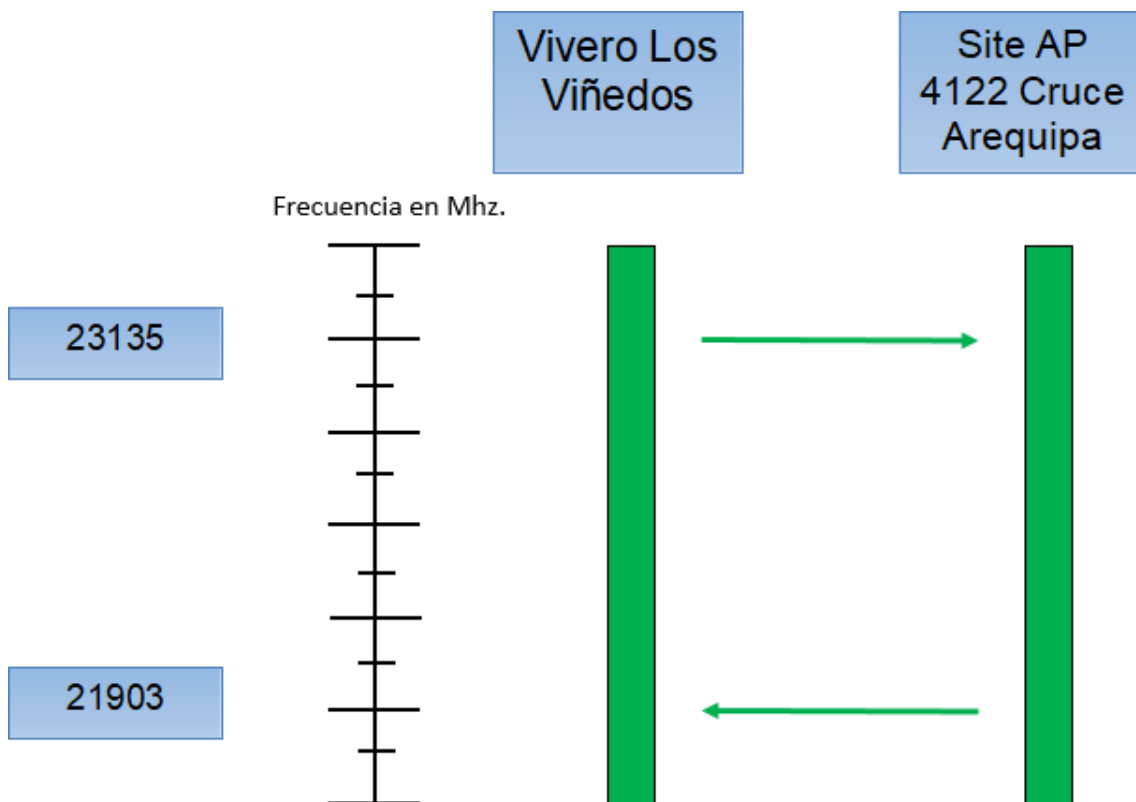 Vivero Los
Viñedos
Site AP
4122 Cruce
Arequipa
Frecuencia en Mhz.
23135
21903